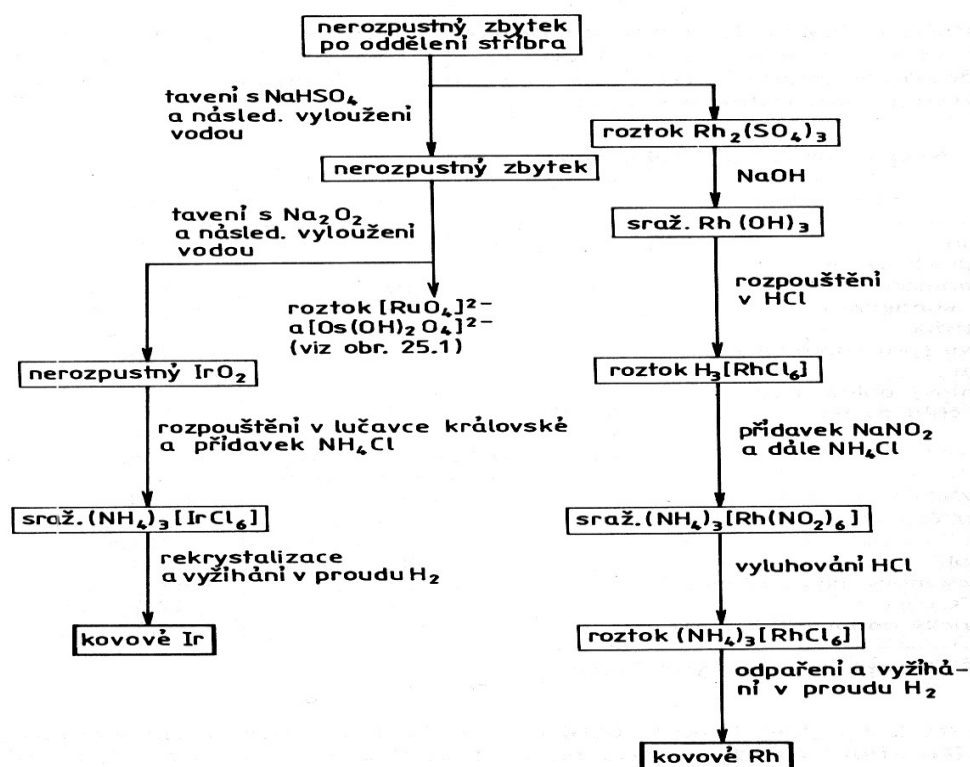 nerozpustný zbytek
po oddělení stříbra
tavení s NaHSO₄
a násled. vyloužení
vodou
roztok Rh₂(SO₄)₃
nerozpustný zbytek
NaOH
tavení s Na₂O₂
a násled. vyloužení
vodou
sraž. Rh(OH)₃
roztok [RuO₄]²⁻
a[Os(OH)₂O₄]²⁻
(viz obr. 25.1)
rozpouštění
v HCl
nerozpustný IrO₂
roztok H₃[RhCl₆]
rozpouštění v lučavce královské
a přídavek NH₄Cl
přídavek NaNO₂
a dále NH₄Cl
sraž.(NH₄)₃[IrCl₆]
sraž.(NH₄)₃[Rh(NO₂)₆]
rekrystalizace
a vyžíhání v proudu H₂
vyluhování HCl
kovové Ir
roztok (NH₄)₃[RhCl₆]
odpaření a vyžíhá-
ní v proudu H₂
kovové Rh